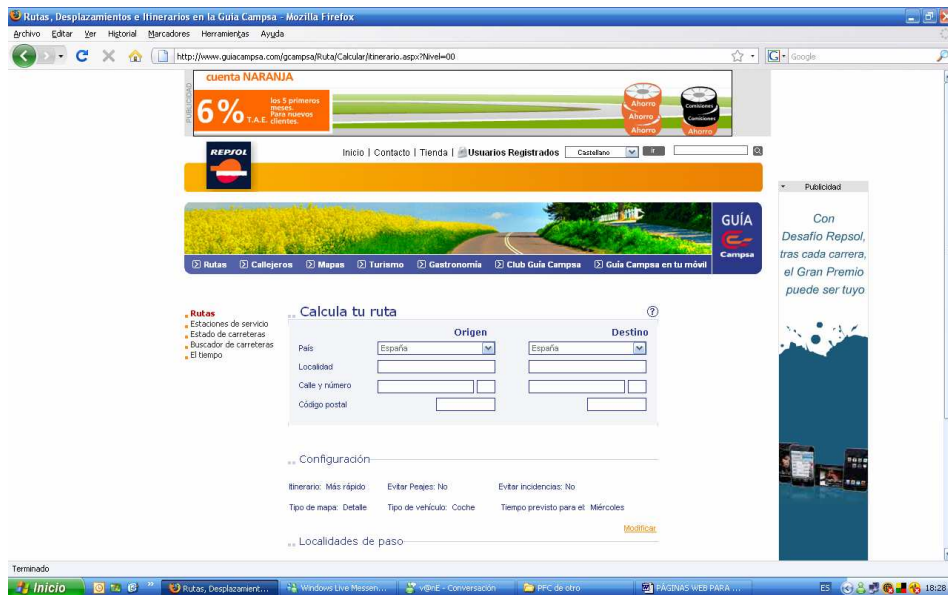 Rutas, Desplazamientos e Itinerarios en la Guía Campsa - Mozilla Firefox
Archivo Editar Ver Historial Marcadores Herramientas Ayuda
http://www.guiacampsa.com/gcampsa/Ruta/Calcular/itinerario.aspx?Nivel=00
G Google
PUBLICIDAD
cuenta NARANJA
6% T.A.E.
los 5 primeros
meses.
Para nuevos
clientes.
Ahorro
Ahorro
Ahorro
Comisiones
Comisiones
Ahorro
REPSOL
Inicio | Contacto | Tienda | Usuarios Registrados Castellano Ir
Publicidad
GUÍA
Campsa
Rutas Callejeros Mapas Turismo Gastronomía Club Guía Campsa Guía Campsa en tu móvil
Con
Desafío Repsol,
tras cada carrera,
el Gran Premio
puede ser tuyo
Rutas
Estaciones de servicio
Estado de carreteras
Buscador de carreteras
El tiempo
Calcula tu ruta ?
Origen Destino
País España España
Localidad
Calle y número
Código postal
Configuración
Itinerario: Más rápido Evitar Peajes: No Evitar incidencias: No
Tipo de mapa: Detalle Tipo de vehículo: Coche Tiempo previsto para el: Miércoles
Modificar
Localidades de paso
Terminado
Inicio » Rutas, Desplazamient... Windows Live Messen... v@nE - Conversación PFC de otro PÁGINAS WEB PARA ... ES 18:28